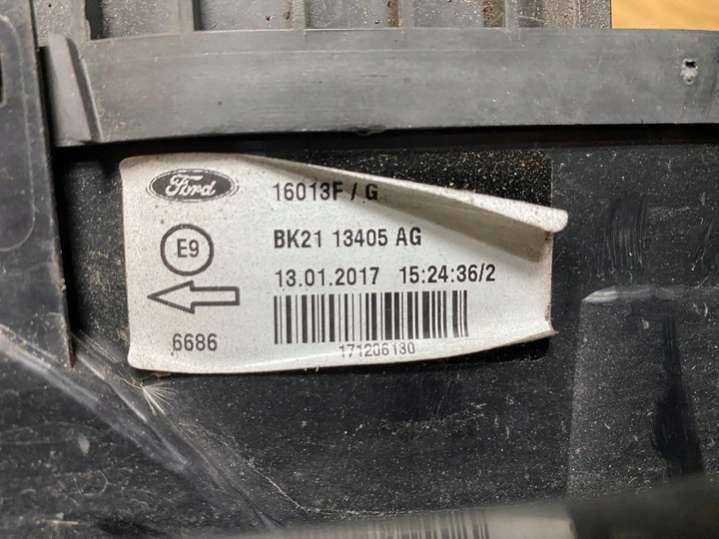 Ford
16013F / G
E9
BK21 13405 AG
13.01.2017 15:24:36/2
6686
171206130